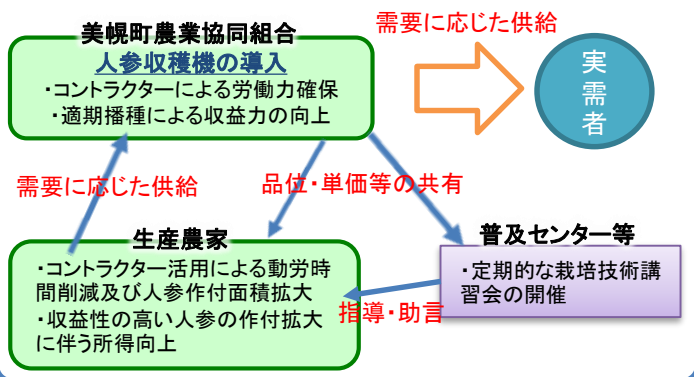 美幌町農業協同組合
人参収穫機の導入
・コントラクターによる労働力確保
・適期播種による収益力の向上
需要に応じた供給
実需者
需要に応じた供給
品位・単価等の共有
生産農家
・コントラクター活用による動労時
間削減及び人参作付面積拡大
・収益性の高い人参の作付拡大
に伴う所得向上
指導・助言
普及センター等
・定期的な栽培技術講
習会の開催